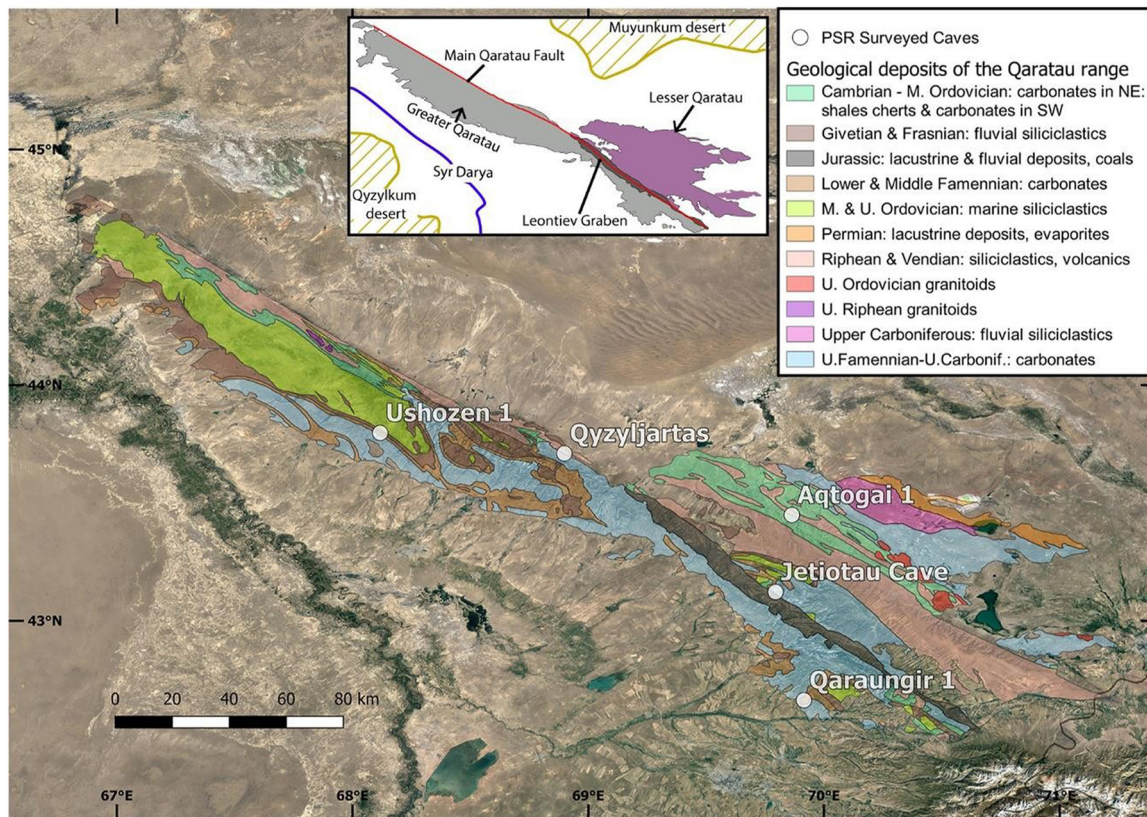 Muyunkum desert
Main Qaratau Fault
Lesser Qaratau
Greater Qaratau
Syr Darya
Qyzylkum
desert
Leontiev Graben
PSR Surveyed Caves
Geological deposits of the Qaratau range
Cambrian - M. Ordovician: carbonates in NE:
shales cherts & carbonates in SW
Givetian & Frasnian: fluvial siliciclastics
Jurassic: lacustrine & fluvial deposits, coals
Lower & Middle Famennian: carbonates
M. & U. Ordovician: marine siliciclastics
Permian: lacustrine deposits, evaporites
Riphean & Vendian: siliciclastics, volcanics
U. Ordovician granitoids
U. Riphean granitoids
Upper Carboniferous: fluvial siliciclastics
U.Famennian-U.Carbonif.: carbonates
45°N
44°N
Ushozen 1
Qyzyljartas
Aqtogai 1
Jetiotau Cave
43°N
Qaraungir 1
0 20 40 60 80 km
67°E 68°E 69°E 70°E 71°E